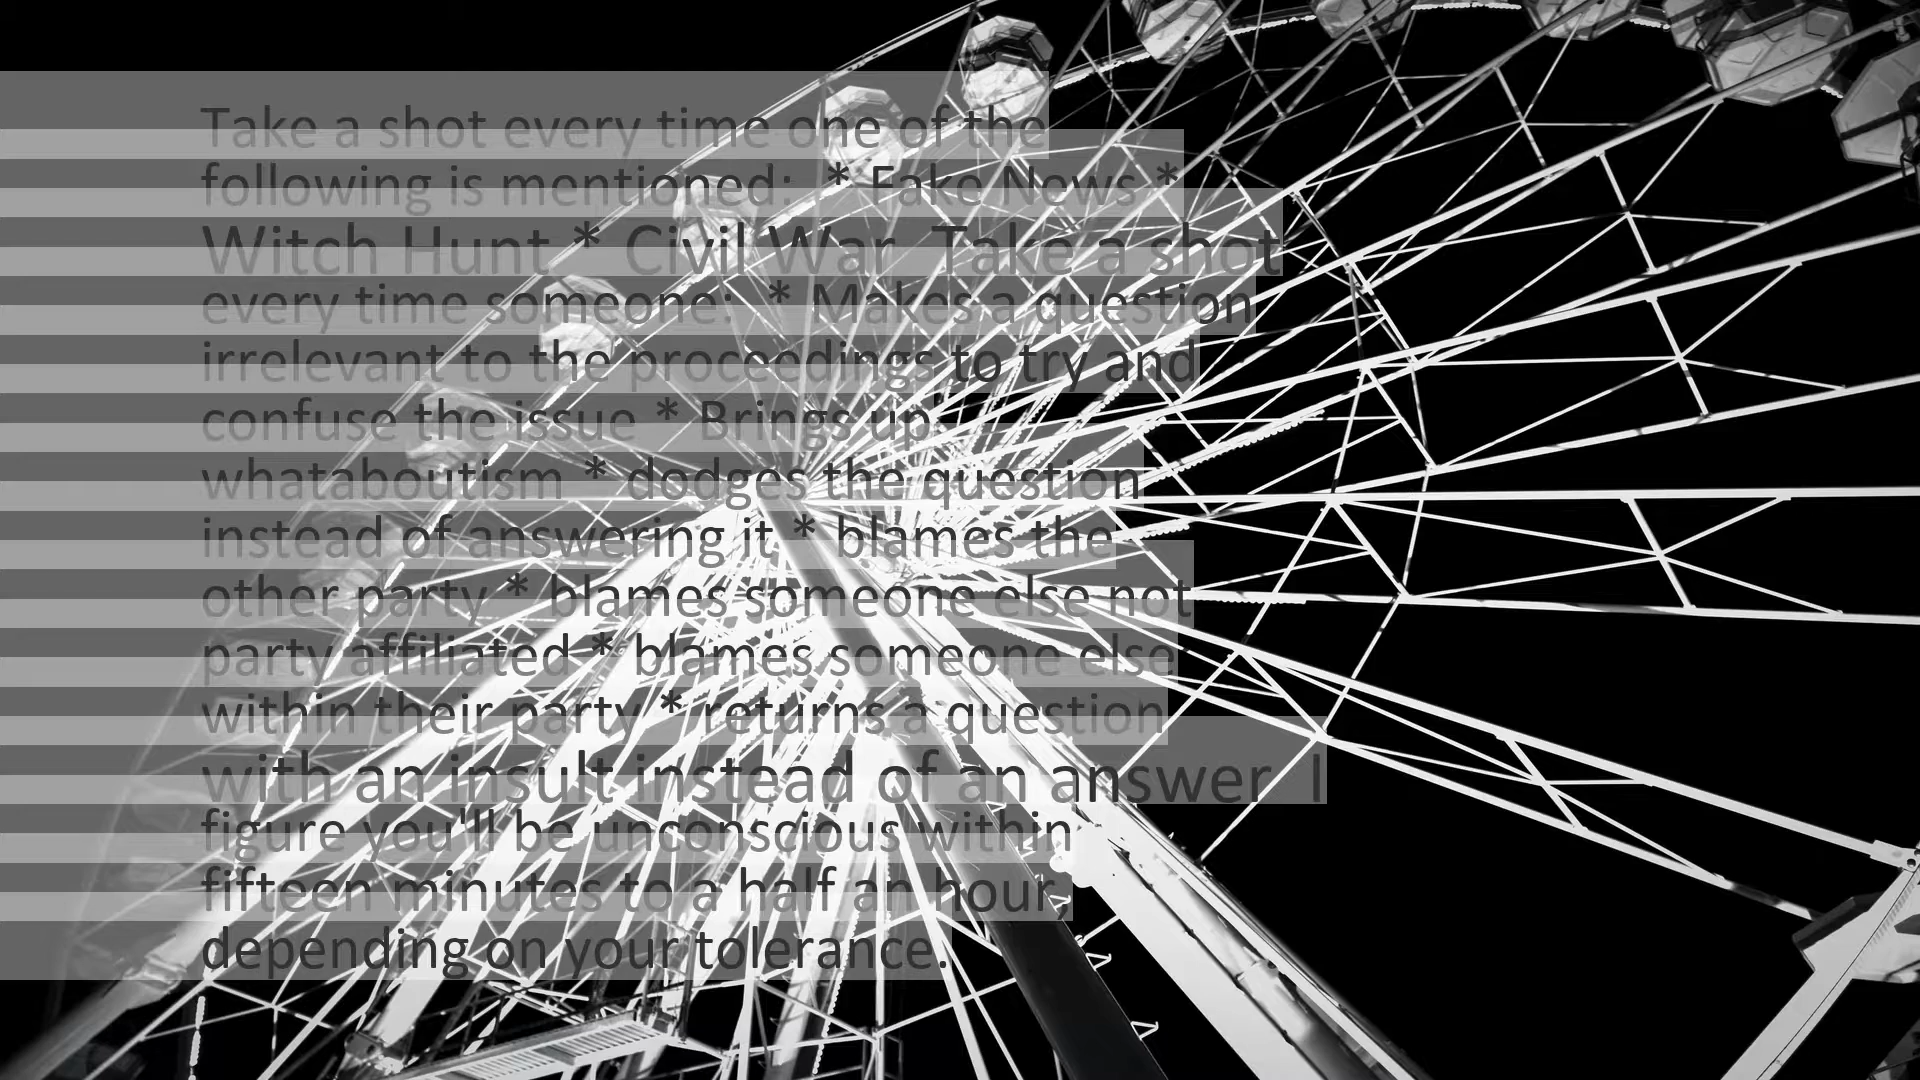 Take a shot every time one of the
following is mentioned:  * Fake News *
Witch Hunt * Civil War  Take a shot
every time someone:  * Makes a question
irrelevant to the proceedings to try and
confuse the issue * Brings up
whataboutism * dodges the question
instead of answering it * blames the
other party * blames someone else not
party affiliated * blames someone else
within their party * returns a question
with an insult instead of an answer  I
figure you'll be unconscious within
fifteen minutes to a half an hour,
depending on your tolerance.